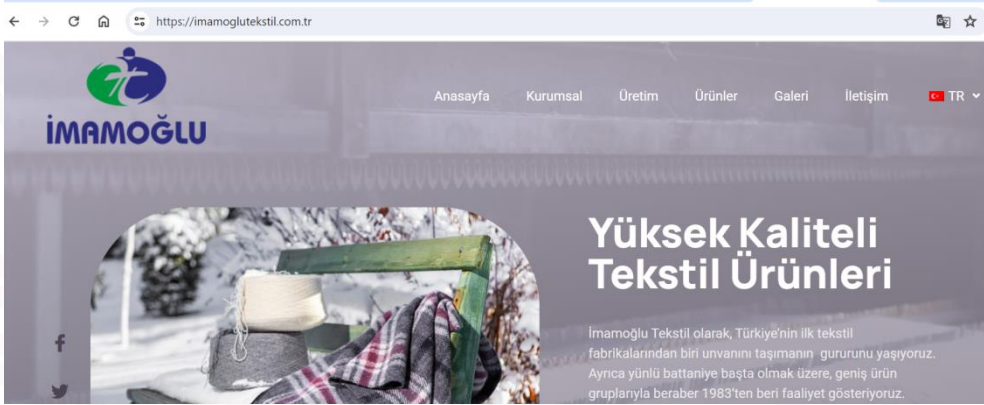 https://imamoglutekstil.com.tr
İMAMOĞLU
Anasayfa Kurumsal Üretim Ürünler Galeri İletişim TR
Yüksek Kaliteli
Tekstil Ürünleri
İmamoğlu Tekstil olarak, Türkiye'nin ilk tekstil
fabrikalarından biri unvanını taşımanın gururunu yaşıyoruz.
Ayrıca yünlü battaniye başta olmak üzere, geniş ürün
gruplarıyla beraber 1983'ten beri faaliyet gösteriyoruz.